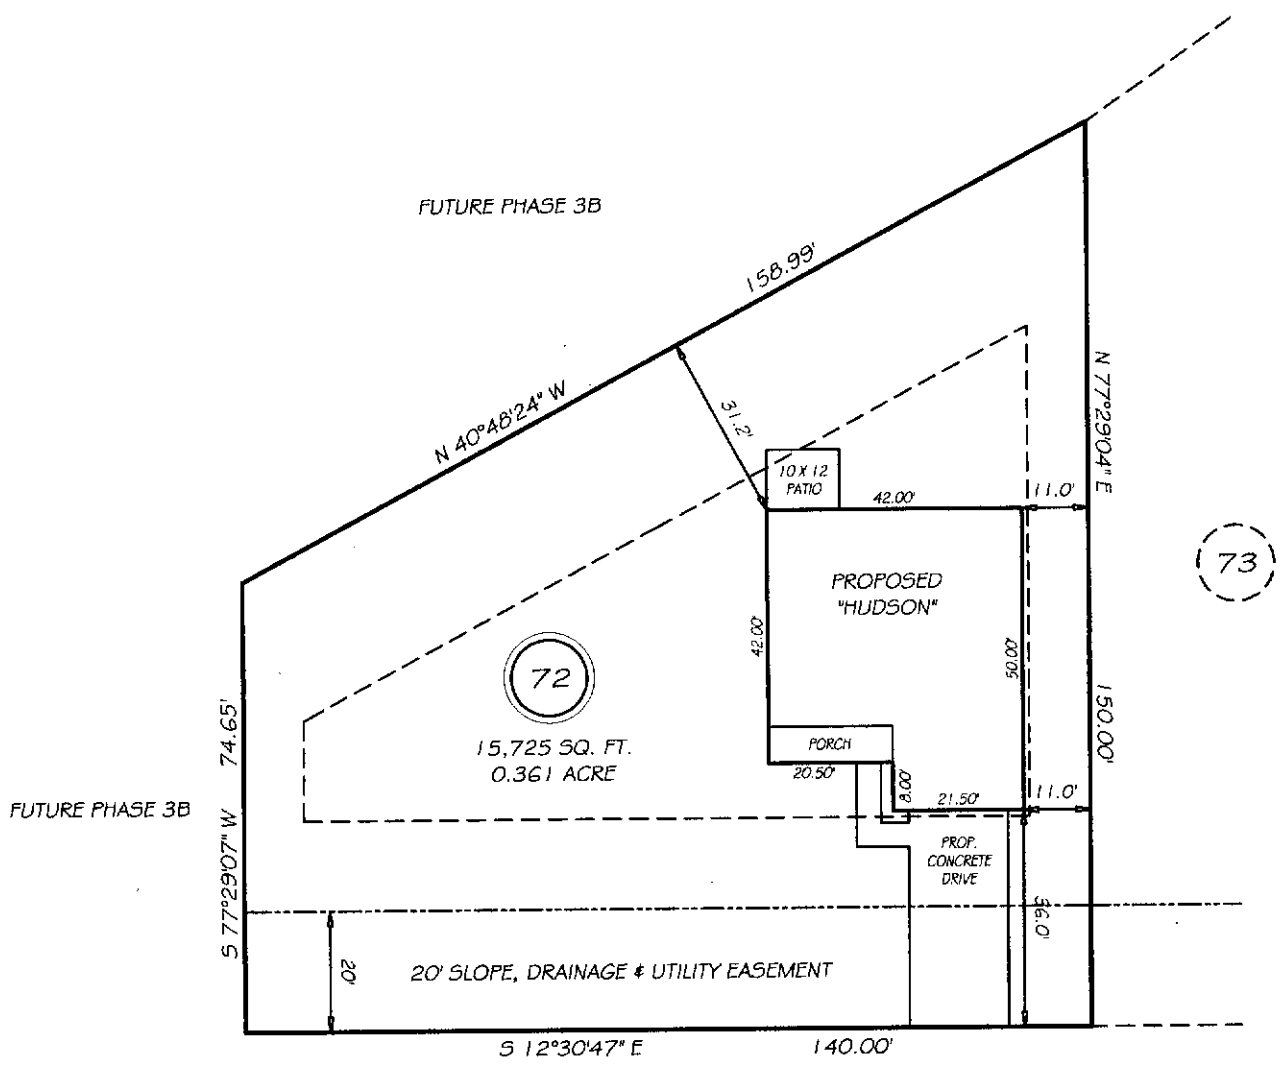 FUTURE PHASE 3B
158.99'
N 40°48'24" W
31.2'
N 77°29'04" E
10 X 12
PATIO
42.00'
11.0'
73
PROPOSED
"HUDSON"
42.00'
50.00'
72
15,725 SQ. FT.
0.361 ACRE
74.65'
150.00'
PORCH
20.50'
8.00'
21.50'
11.0'
FUTURE PHASE 3B
S 77°29'07" W
PROP.
CONCRETE
DRIVE
36.0'
20'
20' SLOPE, DRAINAGE & UTILITY EASEMENT
S 12°30'47" E
140.00'